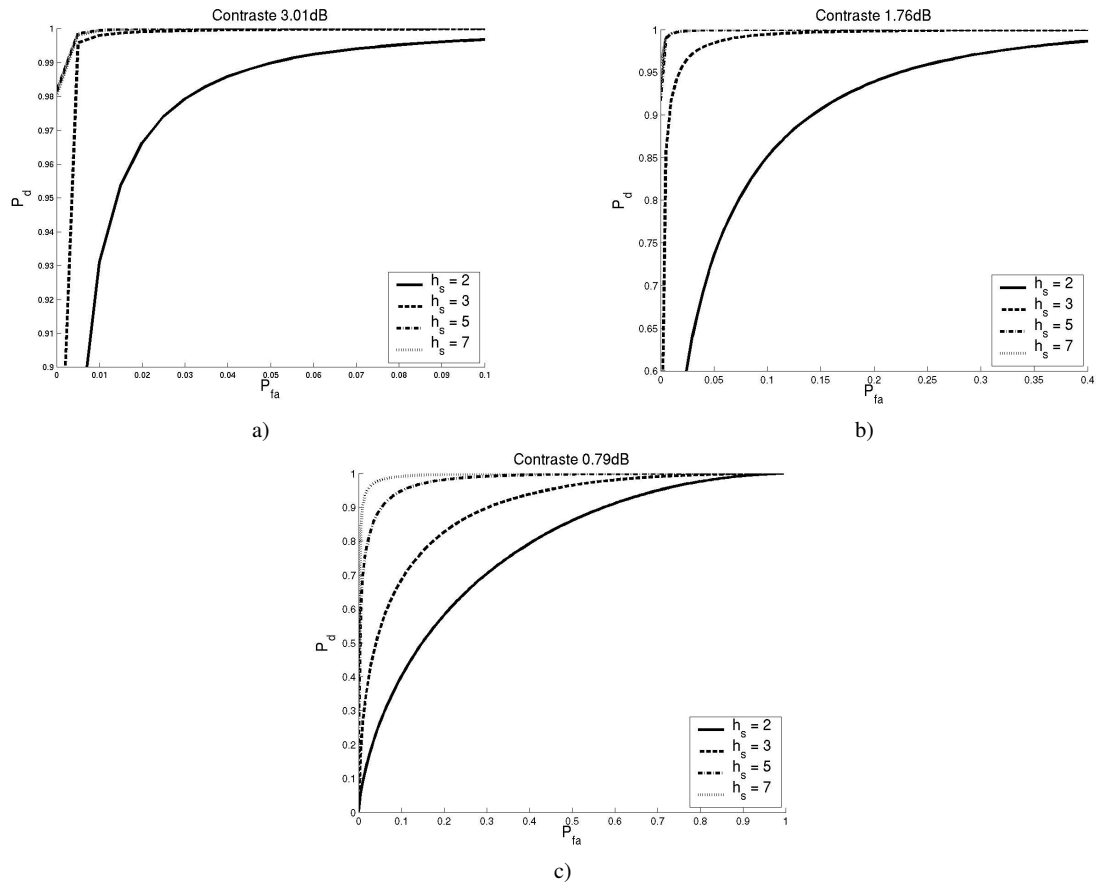 Contraste 3.01dB
1
0.99
0.98
0.97
0.96
0.95
0.94
0.93
0.92
0.91
0.9
P_d
0 0.01 0.02 0.03 0.04 0.05 0.06 0.07 0.08 0.09 0.1
P_fa
h_s = 2
h_s = 3
h_s = 5
h_s = 7
a)
Contraste 1.76dB
1
0.95
0.9
0.85
0.8
0.75
0.7
0.65
0.6
P_d
0 0.05 0.1 0.15 0.2 0.25 0.3 0.35 0.4
P_fa
h_s = 2
h_s = 3
h_s = 5
h_s = 7
b)
Contraste 0.79dB
1
0.9
0.8
0.7
0.6
0.5
0.4
0.3
0.2
0.1
0
P_d
0 0.1 0.2 0.3 0.4 0.5 0.6 0.7 0.8 0.9 1
P_fa
h_s = 2
h_s = 3
h_s = 5
h_s = 7
c)